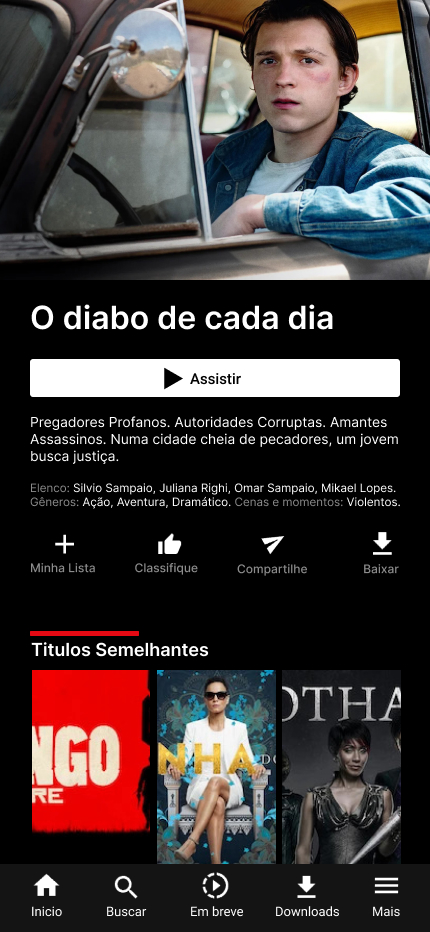 O diabo de cada dia
Assistir
Pregadores Profanos. Autoridades Corruptas. Amantes
Assassinos. Numa cidade cheia de pecadores, um jovem
busca justiça.
Elenco: Silvio Sampaio, Juliana Righi, Omar Sampaio, Mikael Lopes.
Gêneros: Ação, Aventura, Dramático. Cenas e momentos: Violentos.
Minha Lista
Classifique
Compartilhe
Baixar
Titulos Semelhantes
NGO
RE
NHA
DO
OTHA
Inicio
Buscar
Em breve
Downloads
Mais